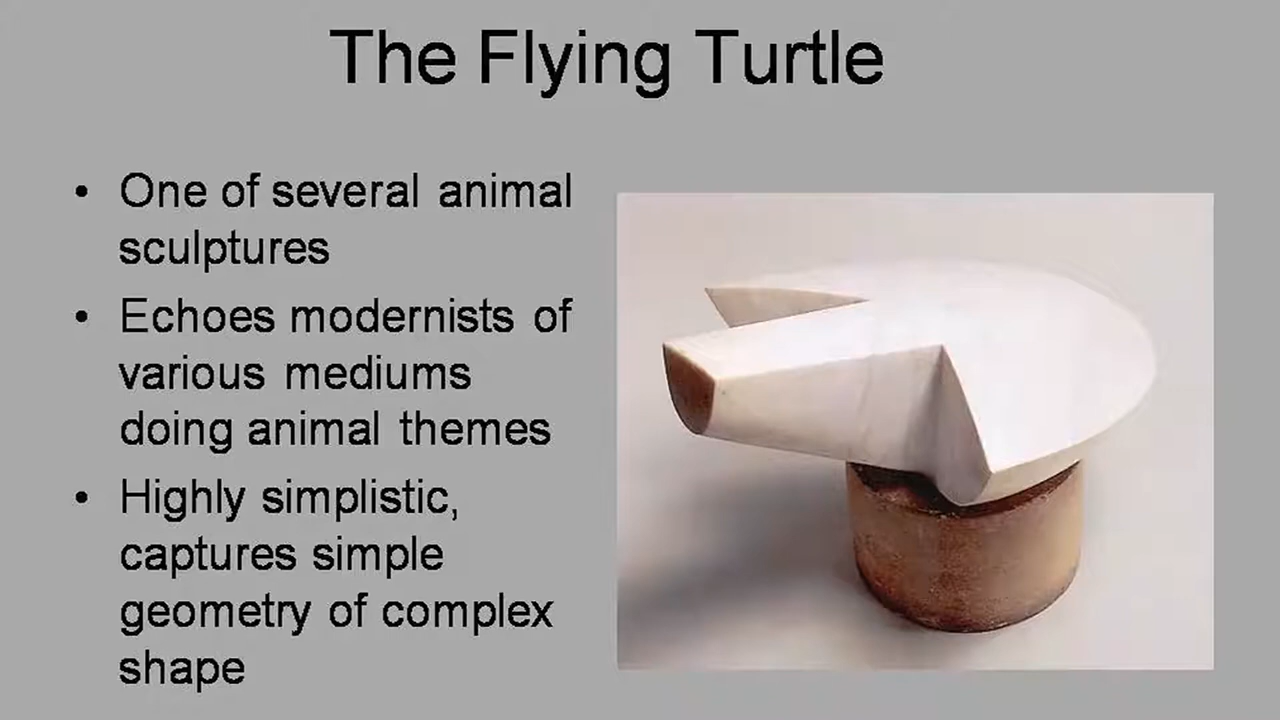 The Flying Turtle
• One of several animal
sculptures
• Echoes modernists of
various mediums
doing animal themes
• Highly simplistic,
captures simple
geometry of complex
shape